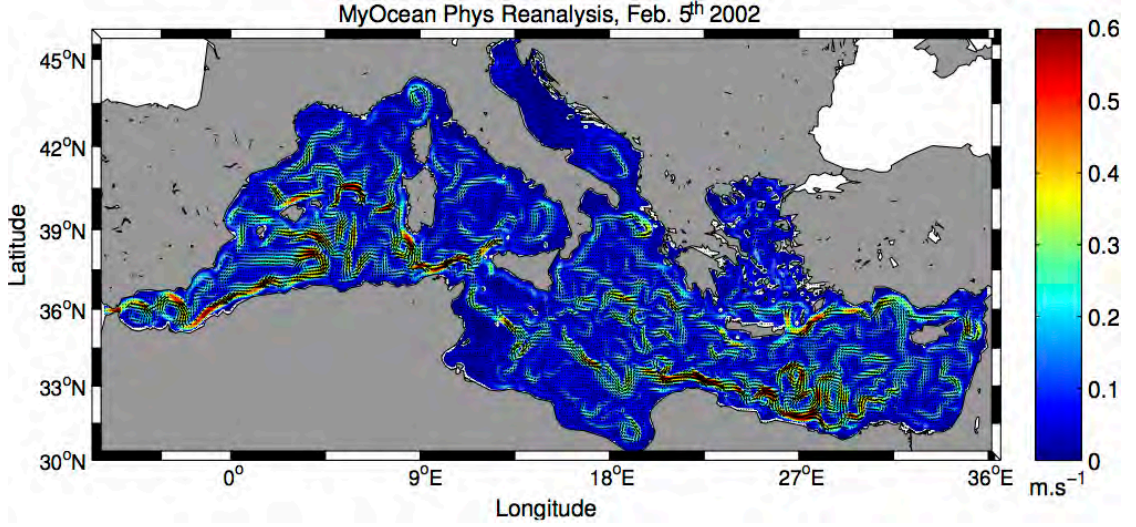 MyOcean Phys Reanalysis, Feb. 5th 2002
45°N
42°N
39°N
36°N
33°N
30°N
Latitude
0°
9°E
18°E
27°E
36°E
Longitude
0.6
0.5
0.4
0.3
0.2
0.1
0
m.s⁻¹